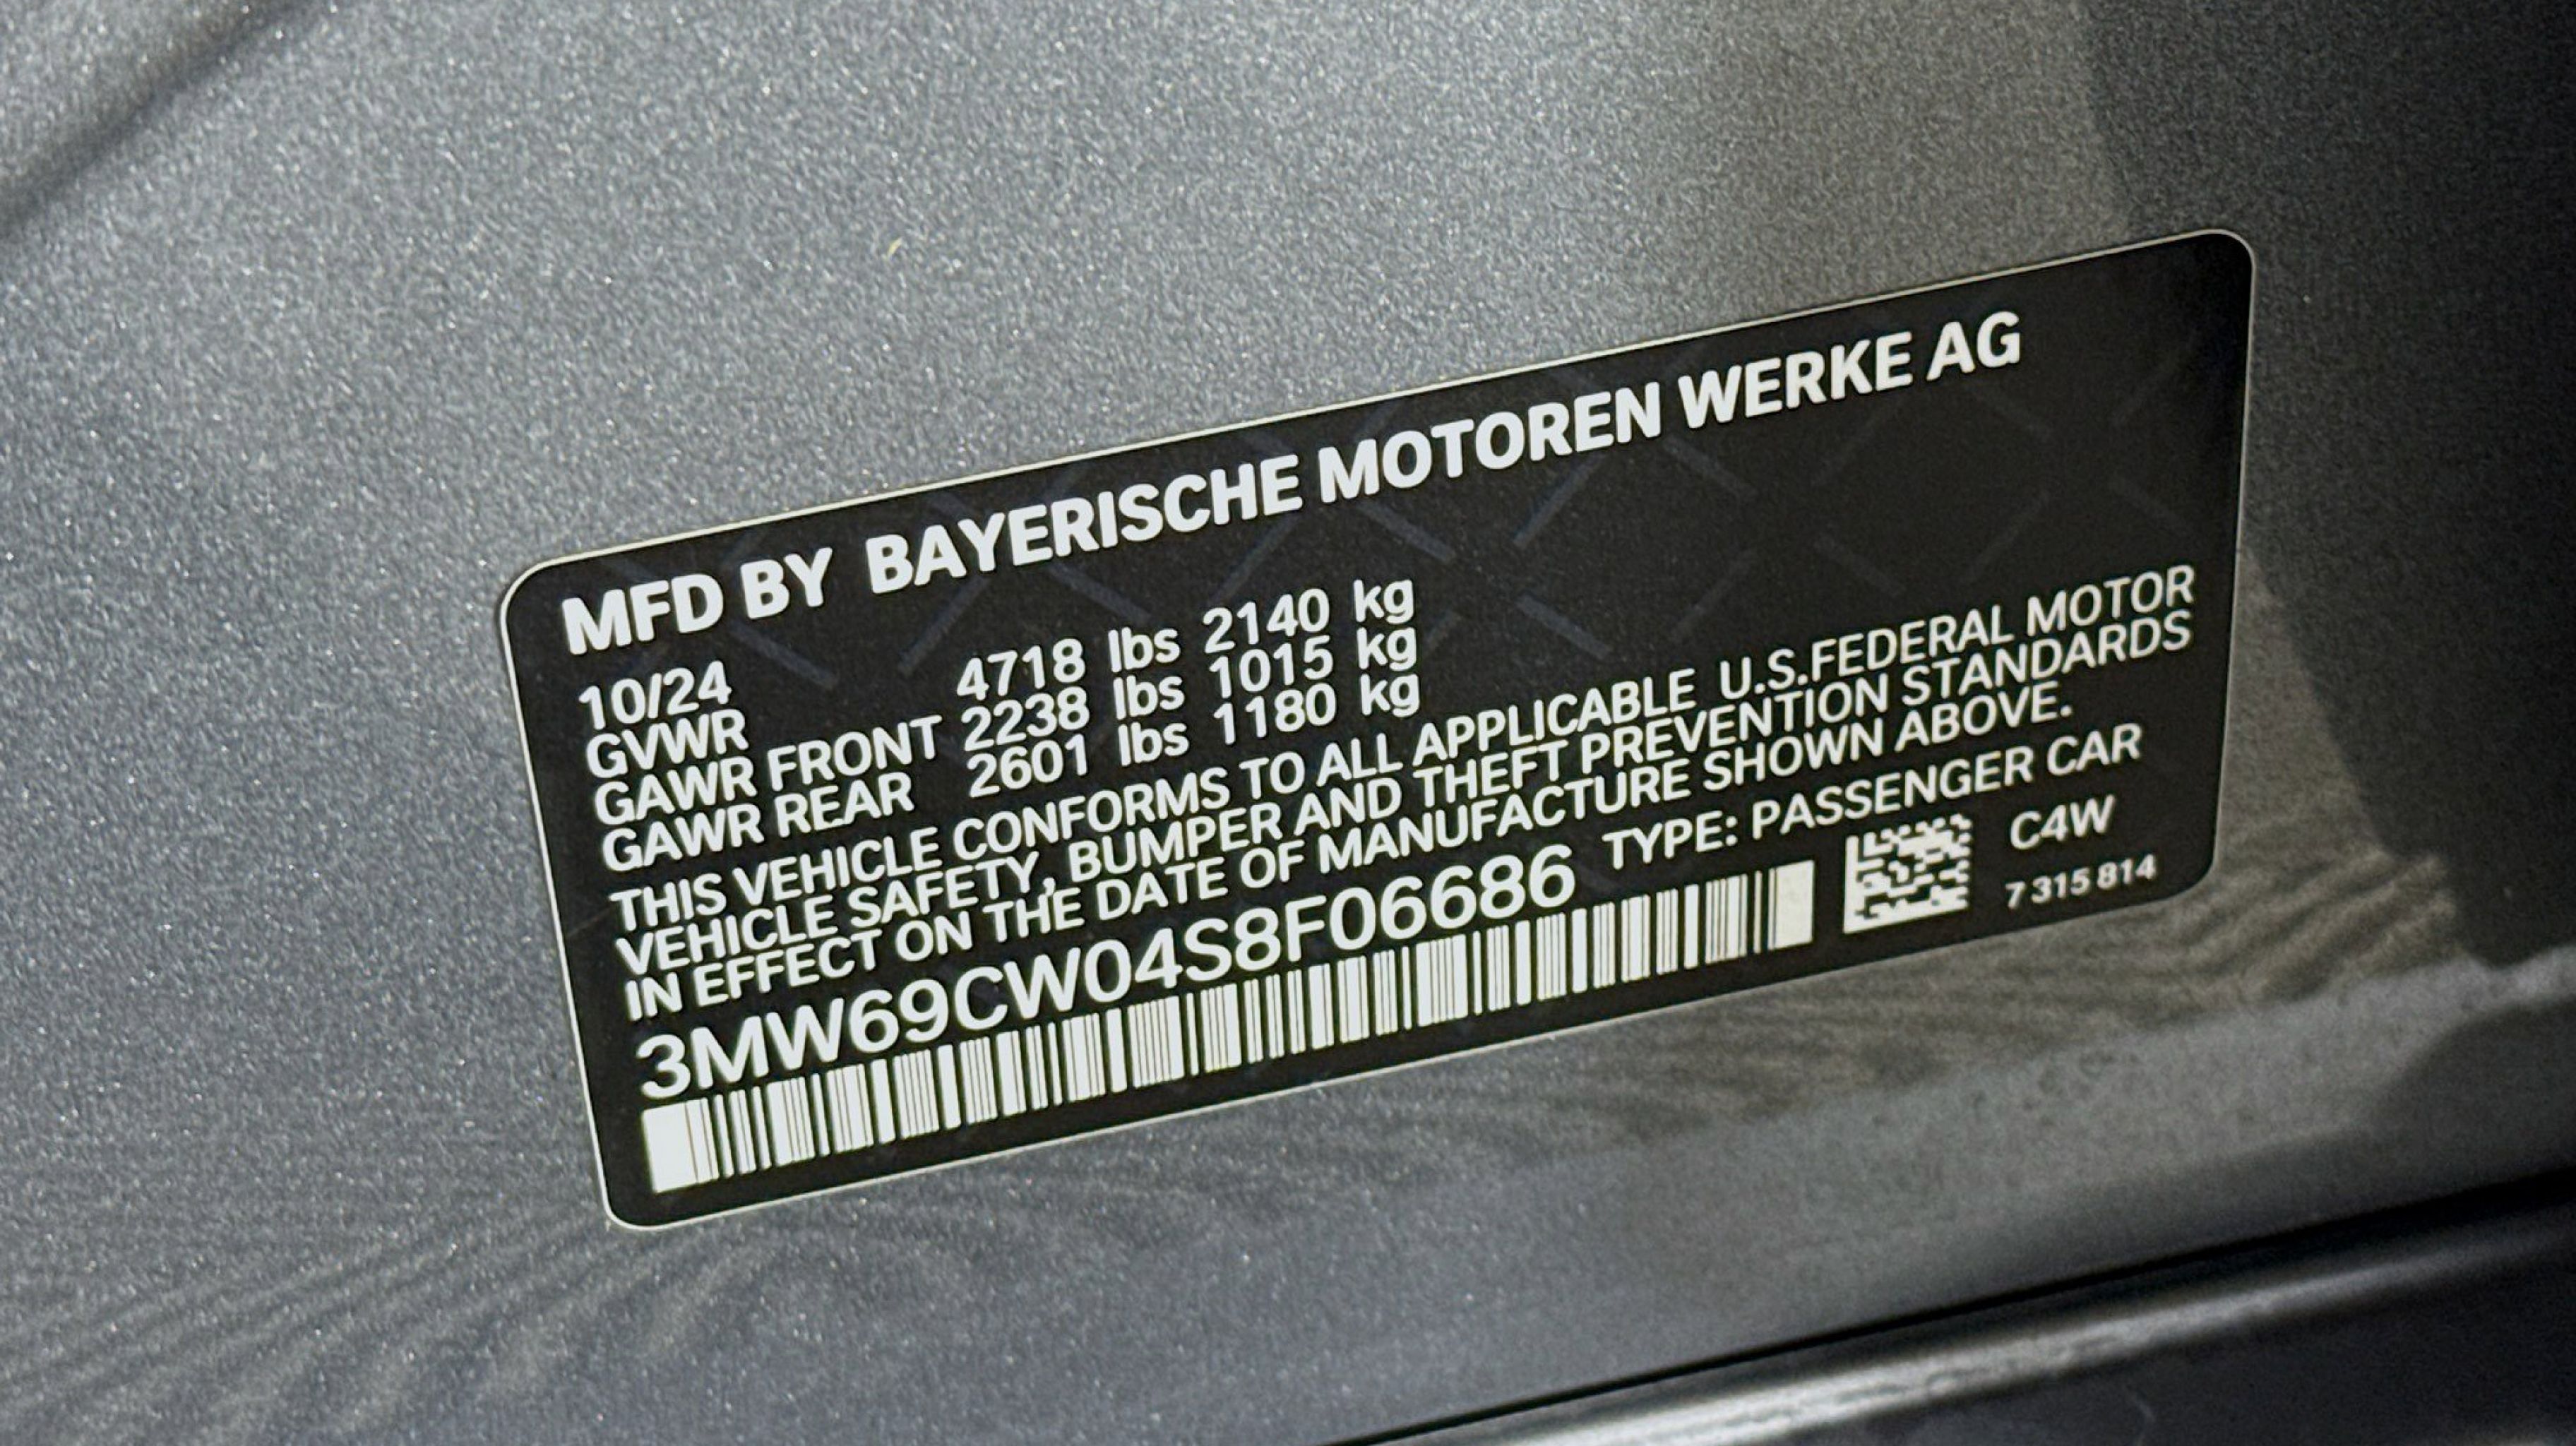 MFD BY BAYERISCHE MOTOREN WERKE AG
10/24
GVWR 4718 lbs 2140 kg
GAWR FRONT 2238 lbs 1015 kg
GAWR REAR 2601 lbs 1180 kg
THIS VEHICLE CONFORMS TO ALL APPLICABLE U.S.FEDERAL MOTOR
VEHICLE SAFETY, BUMPER AND THEFT PREVENTION STANDARDS
IN EFFECT ON THE DATE OF MANUFACTURE SHOWN ABOVE.
3MW69CW04S8F06686 TYPE: PASSENGER CAR
C4W
7 315 814